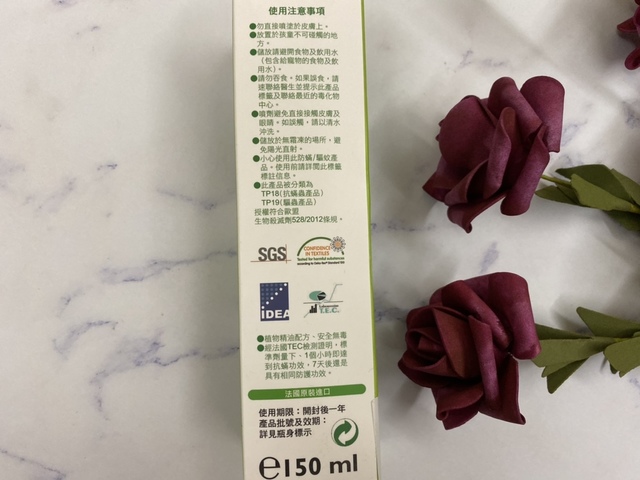 使用注意事項
●勿直接噴塗於皮膚上。
●放置於孩童不可碰觸的地
方。
●儲放請避開食物及飲用水
（包含給寵物的食物及飲
用水）。
●請勿吞食。如果誤食，請
速聯絡醫生並提示此產品
標籤及聯絡最近的毒化物
中心。
●噴劑避免直接接觸皮膚及
眼睛。如誤觸，請以清水
沖洗。
●儲放於無霜凍的場所，避
免陽光直射。
●小心使用此防蟎/驅蚊產
品。使用前請詳閱此標籤
標註信息。
●此產品被分類為
TP18(抗蟎蟲產品)
TP19(驅蟲產品)
授權符合歐盟
生物殺滅劑528/2012條規。
SGS
CONFIDENCE
IN TEXTILES
Tested for harmful substances
according to Oeko-Tex® Standard 100
iDEA
T.E.C.
●植物精油配方、安全無毒
●經法國TEC檢測證明，標
準劑量下、1個小時即達
到抗蟎功效，7天後還是
具有相同防護功效。
法國原裝進口
使用期限：開封後一年
產品批號及效期：
詳見瓶身標示
℮150 ml